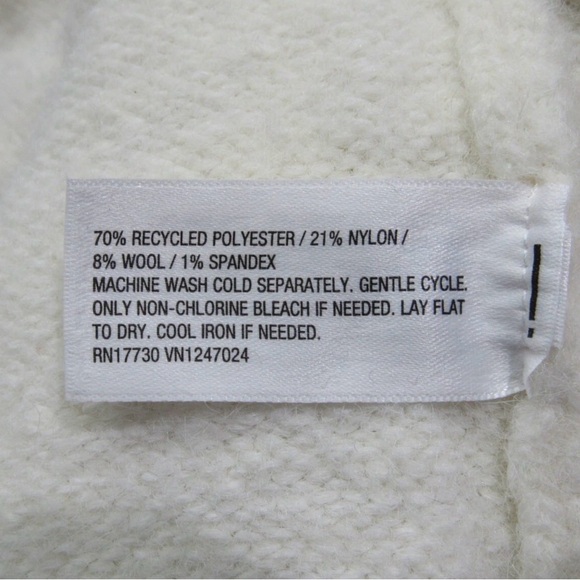 70% RECYCLED POLYESTER / 21% NYLON /
8% WOOL / 1% SPANDEX
MACHINE WASH COLD SEPARATELY. GENTLE CYCLE.
ONLY NON-CHLORINE BLEACH IF NEEDED. LAY FLAT
TO DRY. COOL IRON IF NEEDED.
RN17730 VN1247024